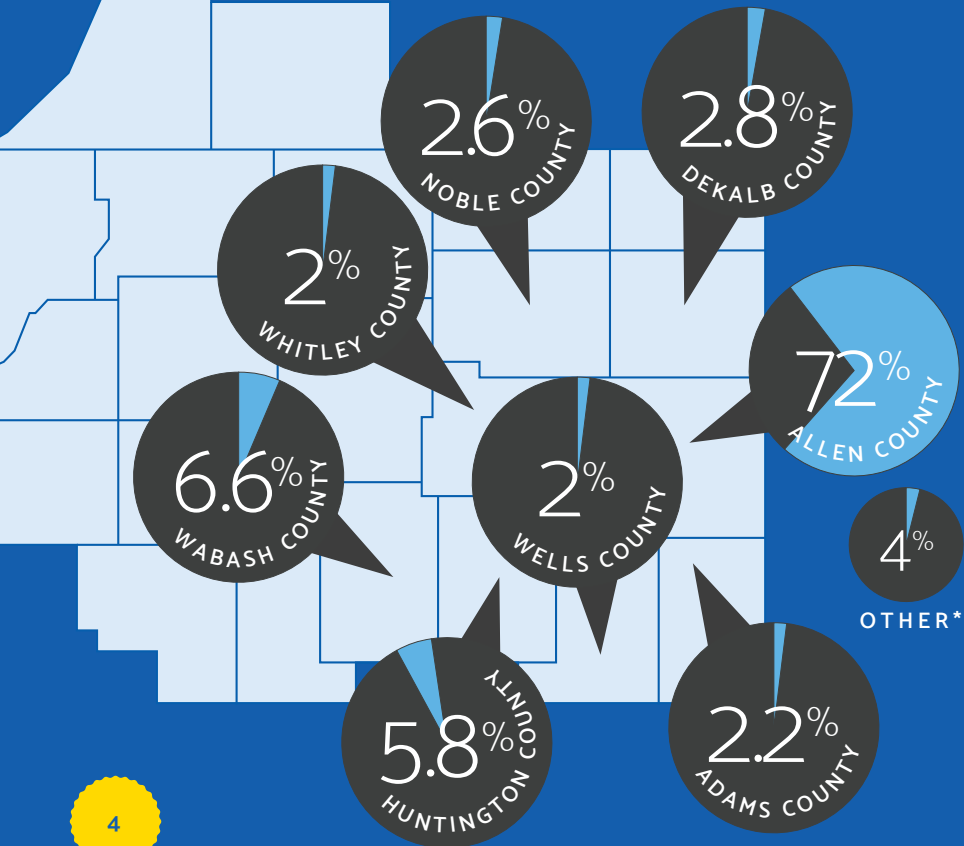 2.6%
NOBLE COUNTY
2.8%
DEKALB COUNTY
2%
WHITLEY COUNTY
72%
ALLEN COUNTY
6.6%
WABASH COUNTY
2%
WELLS COUNTY
4%
OTHER*
5.8%
HUNTINGTON COUNTY
2.2%
ADAMS COUNTY
4